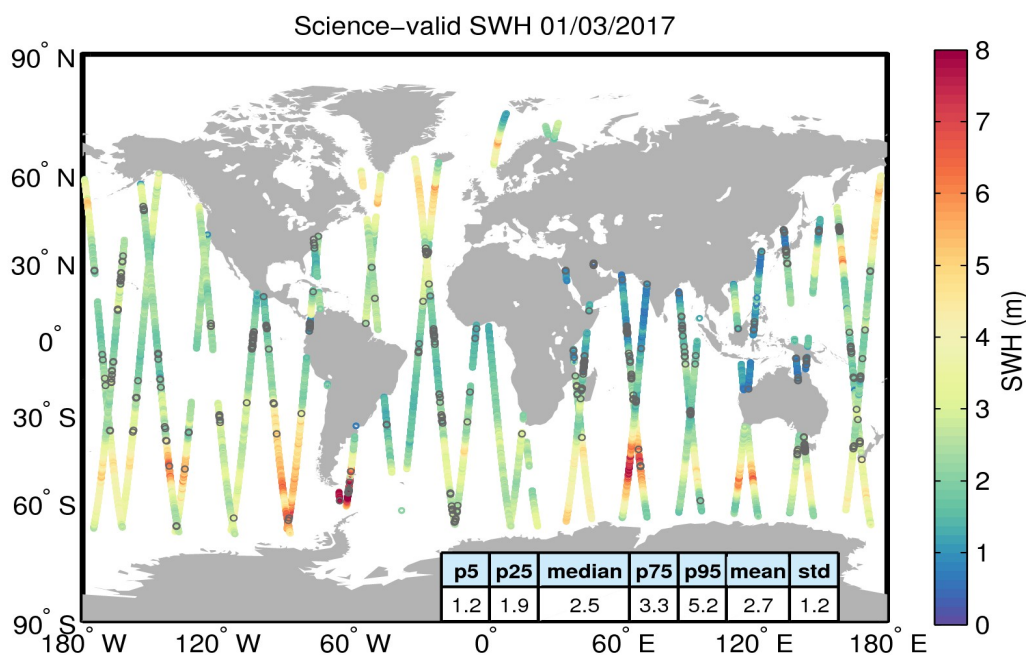 Science–valid SWH 01/03/2017
90° N
60° N
30° N
0°
30° S
60° S
90° S
180° W
120° W
60° W
0°
60° E
120° E
180° E
p5 p25 median p75 p95 mean std
1.2 1.9 2.5 3.3 5.2 2.7 1.2
8
7
6
5
4
3
2
1
0
SWH (m)